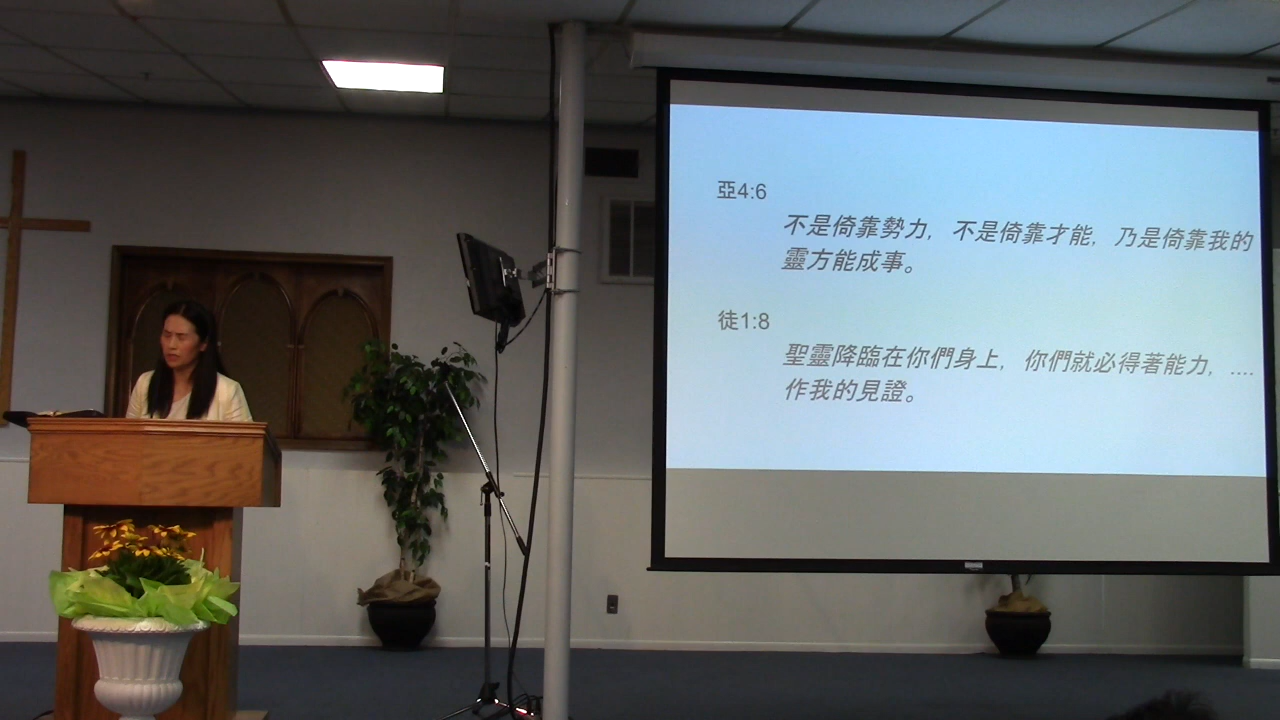 亞4:6
不是倚靠勢力, 不是倚靠才能, 乃是倚靠我的
靈方能成事。
徒1:8
聖靈降臨在你們身上, 你們就必得著能力, ....
作我的見證。